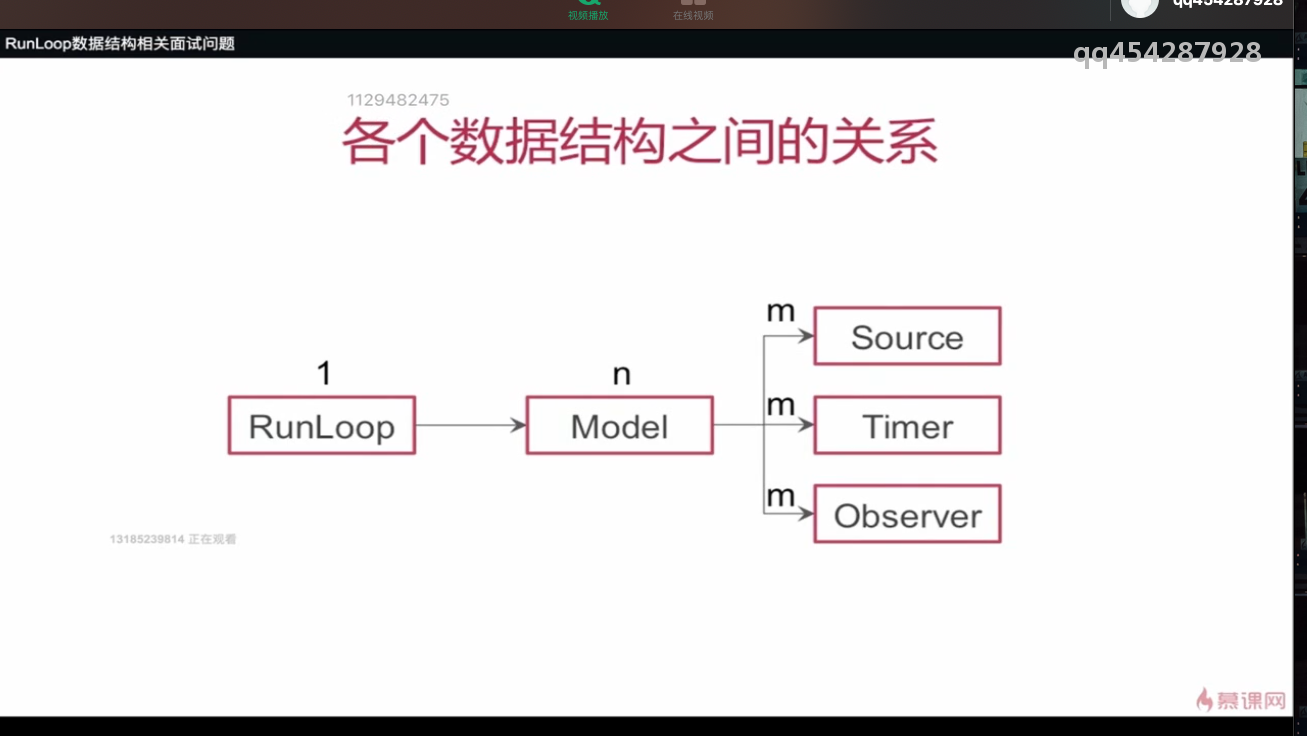 视频播放
在线视频
qq454287928
RunLoop数据结构相关面试问题
qq454287928
1129482475
各个数据结构之间的关系
m
Source
1
n
m
RunLoop
Model
Timer
m
Observer
13185239814 正在观看
慕课网